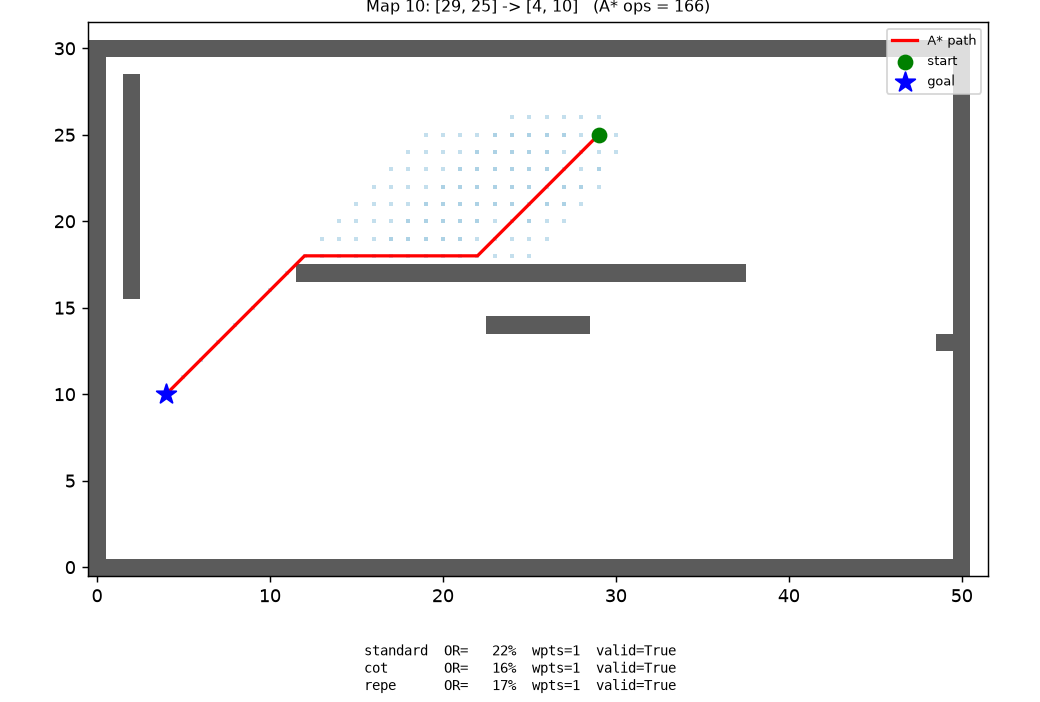 Map 10: [29, 25] -> [4, 10]   (A* ops = 166)
A* path
start
goal
30
25
20
15
10
5
0
0 10 20 30 40 50
standard  OR=   22%  wpts=1  valid=True
cot       OR=   16%  wpts=1  valid=True
repe      OR=   17%  wpts=1  valid=True